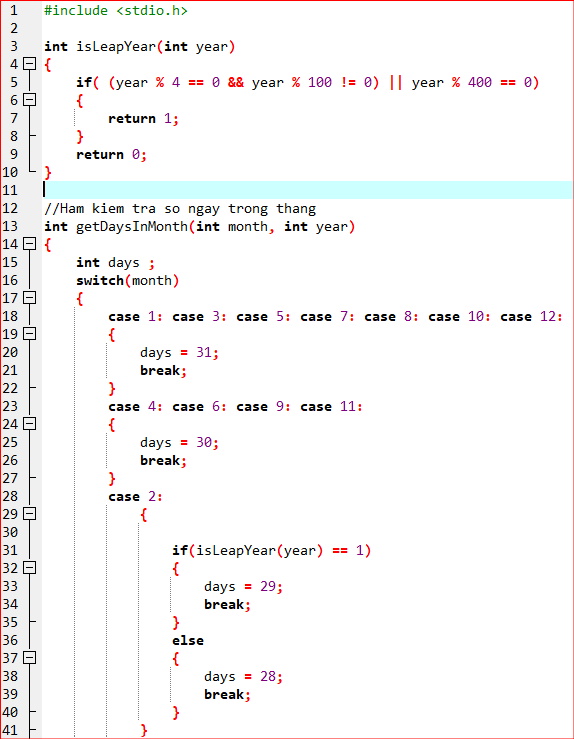 1 #include <stdio.h>
2
3 int isLeapYear(int year)
4 {
5 if( (year % 4 == 0 && year % 100 != 0) || year % 400 == 0)
6 {
7 return 1;
8 }
9 return 0;
10 }
11
12 //Ham kiem tra so ngay trong thang
13 int getDaysInMonth(int month, int year)
14 {
15 int days ;
16 switch(month)
17 {
18 case 1: case 3: case 5: case 7: case 8: case 10: case 12:
19 {
20 days = 31;
21 break;
22 }
23 case 4: case 6: case 9: case 11:
24 {
25 days = 30;
26 break;
27 }
28 case 2:
29 {
30
31 if(isLeapYear(year) == 1)
32 {
33 days = 29;
34 break;
35 }
36 else
37 {
38 days = 28;
39 break;
40 }
41 }